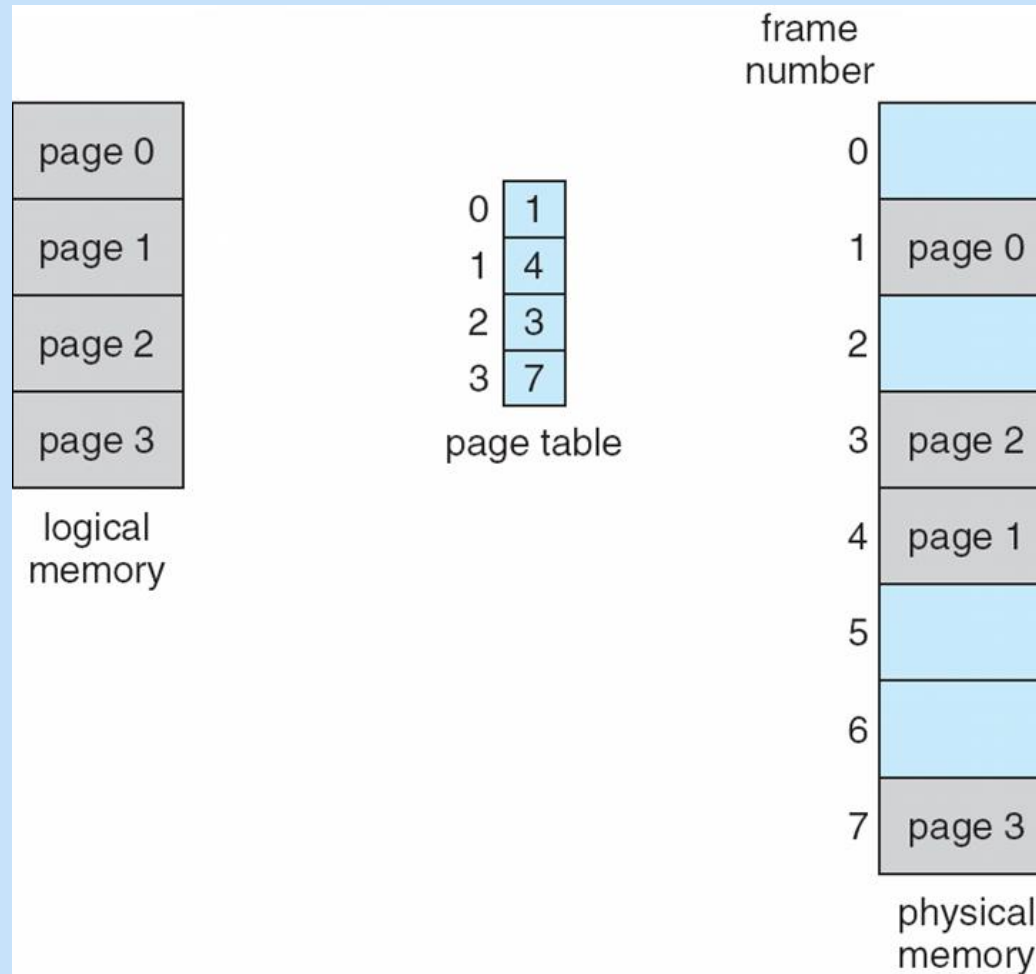 page 0
page 1
page 2
page 3
logical
memory
0 1
1 4
2 3
3 7
page table
frame
number
0
1 page 0
2
3 page 2
4 page 1
5
6
7 page 3
physical
memory